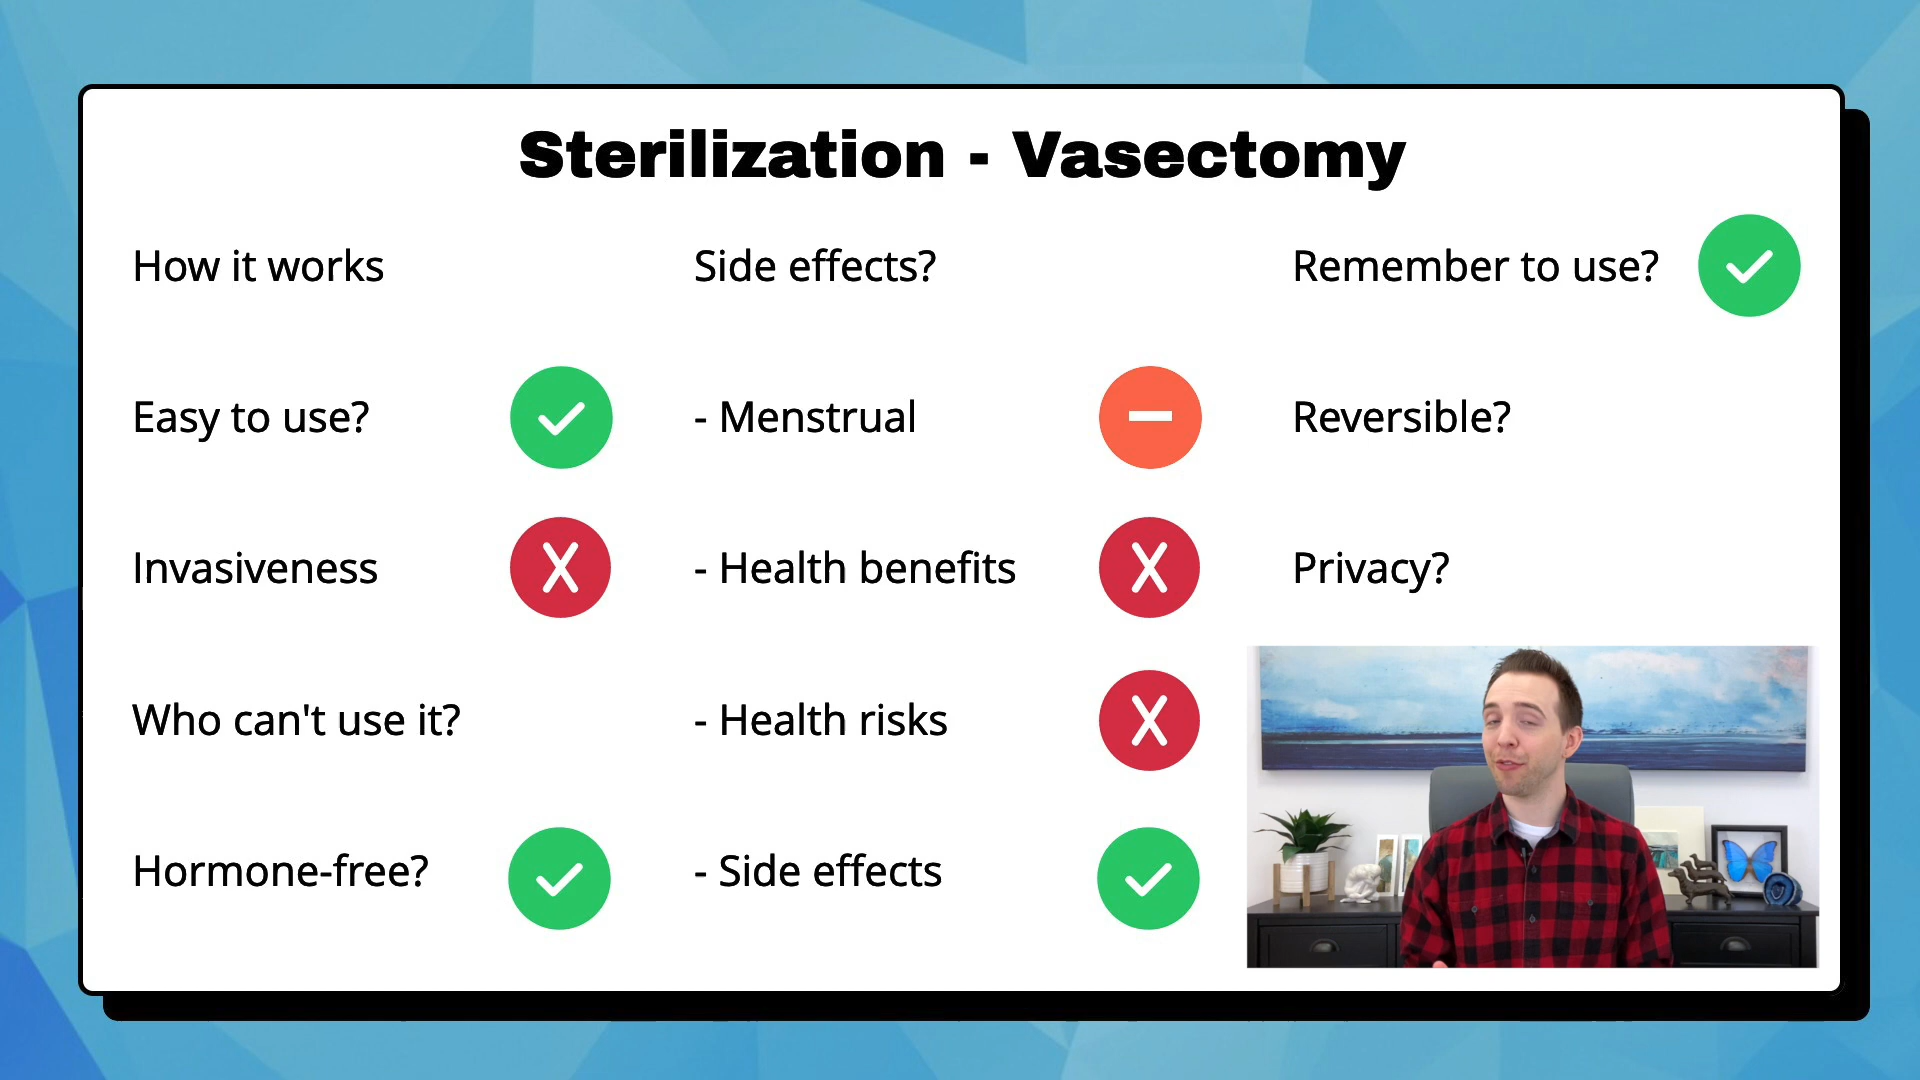 Sterilization - Vasectomy
How it works
Easy to use?
Invasiveness
Who can't use it?
Hormone-free?
Side effects?
- Menstrual
- Health benefits
- Health risks
- Side effects
Remember to use?
Reversible?
Privacy?